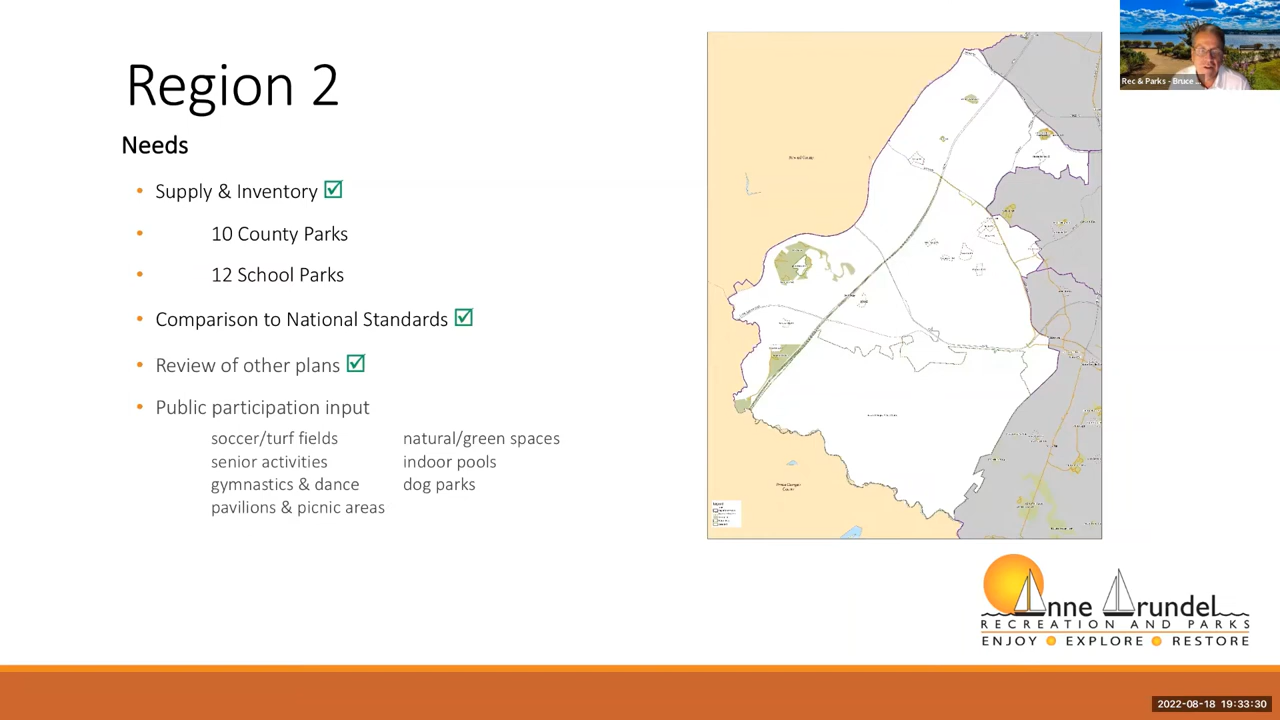 Region 2
Needs
Supply & Inventory
10 County Parks
12 School Parks
Comparison to National Standards
Review of other plans
Public participation input
soccer/turf fields
natural/green spaces
senior activities
indoor pools
gymnastics & dance
dog parks
pavilions & picnic areas
Rec & Parks - Bruce ...
Anne Arundel
RECREATION AND PARKS
ENJOY EXPLORE RESTORE
2022-08-18 19:33:30